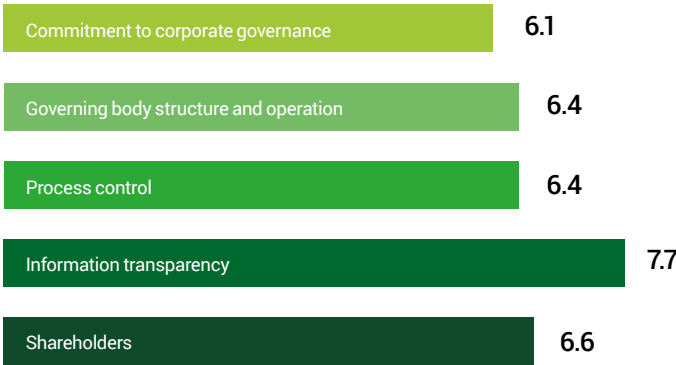 Commitment to corporate governance 6.1
Governing body structure and operation 6.4
Process control 6.4
Information transparency 7.7
Shareholders 6.6